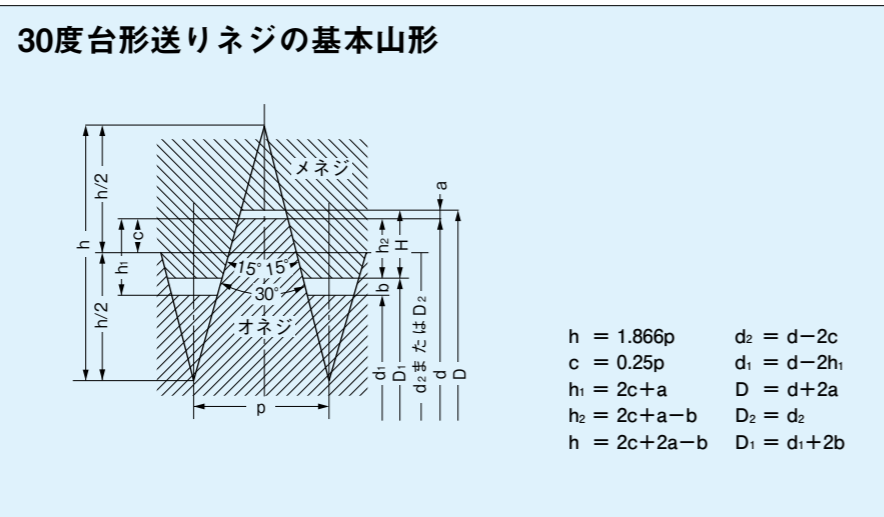 30度台形送りネジの基本山形
メネジ
a
h/2
h
c
h₁
h₂
H
15° 15°
b
30°
オネジ
h/2
d₁
D₁
d₂またはD₂
d
D
p
h = 1.866p
c = 0.25p
h₁ = 2c+a
h₂ = 2c+a−b
h = 2c+2a−b
d₂ = d−2c
d₁ = d−2h₁
D = d+2a
D₂ = d₂
D₁ = d₁+2b